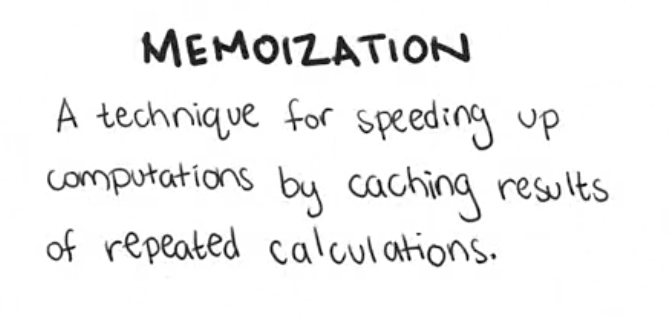 MEMOIZATION
A technique for speeding up
computations by caching results
of repeated calculations.